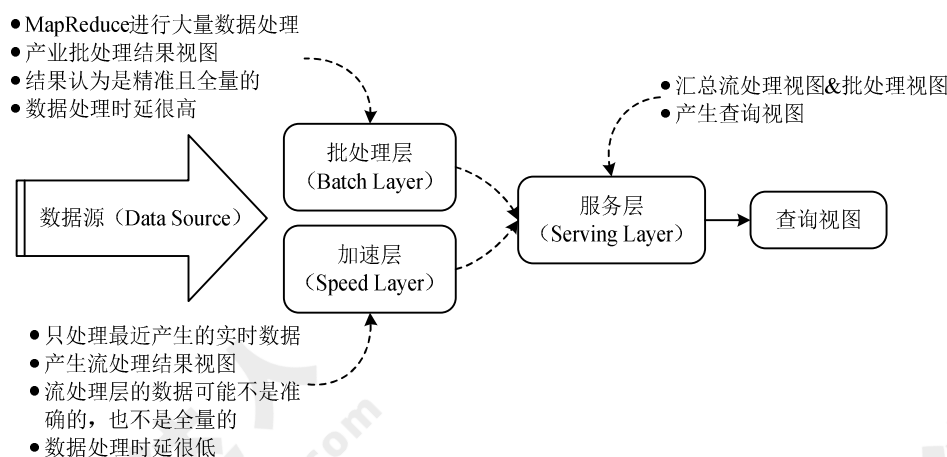 ●MapReduce进行大量数据处理
●产业批处理结果视图
●结果认为是精准且全量的
●数据处理时延很高
●汇总流处理视图&批处理视图
●产生查询视图
数据源（Data Source）
批处理层
（Batch Layer）
加速层
（Speed Layer）
服务层
（Serving Layer）
查询视图
●只处理最近产生的实时数据
●产生流处理结果视图
●流处理层的数据可能不是准
确的，也不是全量的
●数据处理时延很低
.com